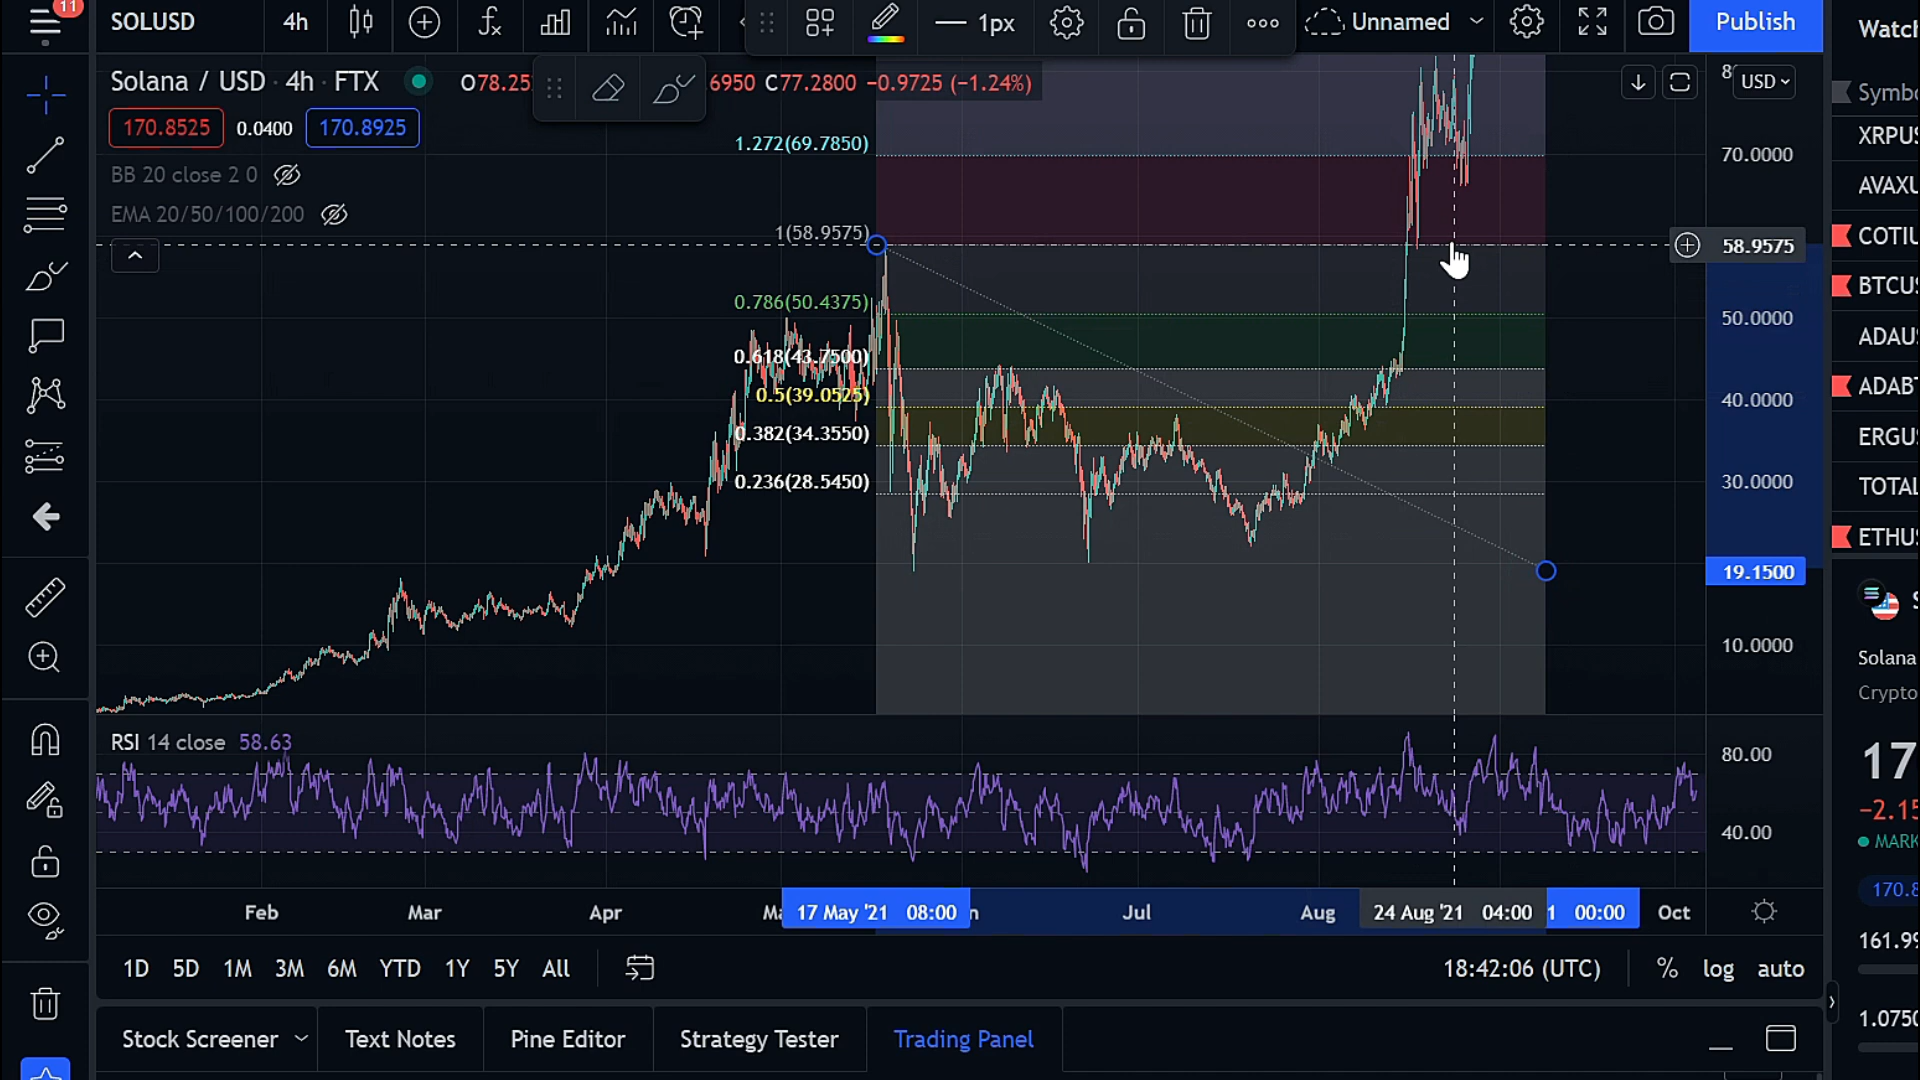 11
SOLUSD 4h 1px Unnamed Publish
Solana / USD · 4h · FTX O78.25 6950 C77.2800 −0.9725 (−1.24%)
USD
170.8525 0.0400 170.8925
BB 20 close 2 0
EMA 20/50/100/200
1.272(69.7850)
1(58.9575)
0.786(50.4375)
0.618(43.7500)
0.5(39.0525)
0.382(34.3550)
0.236(28.5450)
70.0000
58.9575
50.0000
40.0000
30.0000
19.1500
10.0000
RSI 14 close 58.63
80.00
40.00
Feb Mar Apr 17 May '21 08:00 Jul Aug 24 Aug '21 04:00 1 00:00 Oct
1D 5D 1M 3M 6M YTD 1Y 5Y All 18:42:06 (UTC) % log auto
Stock Screener Text Notes Pine Editor Strategy Tester Trading Panel
Watch
Symbo
XRPUS
AVAXU
COTIU
BTCUS
ADAUS
ADABT
ERGUS
TOTAL
ETHUS
Solana
Crypto
17
−2.15
MARK
170.8
161.99
1.0750